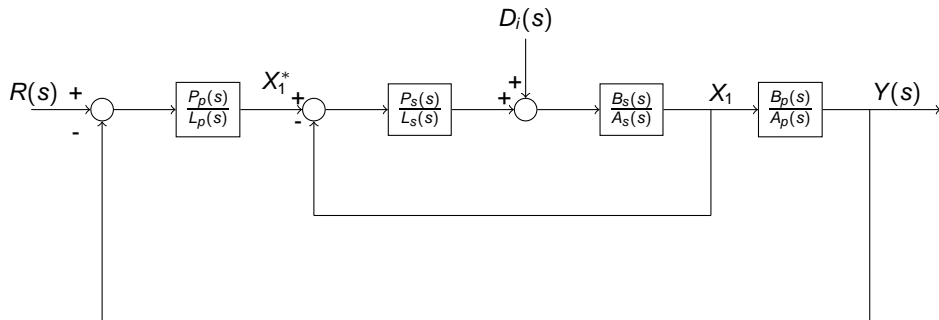 D_i(s)
R(s) + - P_p(s)/L_p(s) X_1^* + - P_s(s)/L_s(s) + + B_s(s)/A_s(s) X_1 B_p(s)/A_p(s) Y(s)